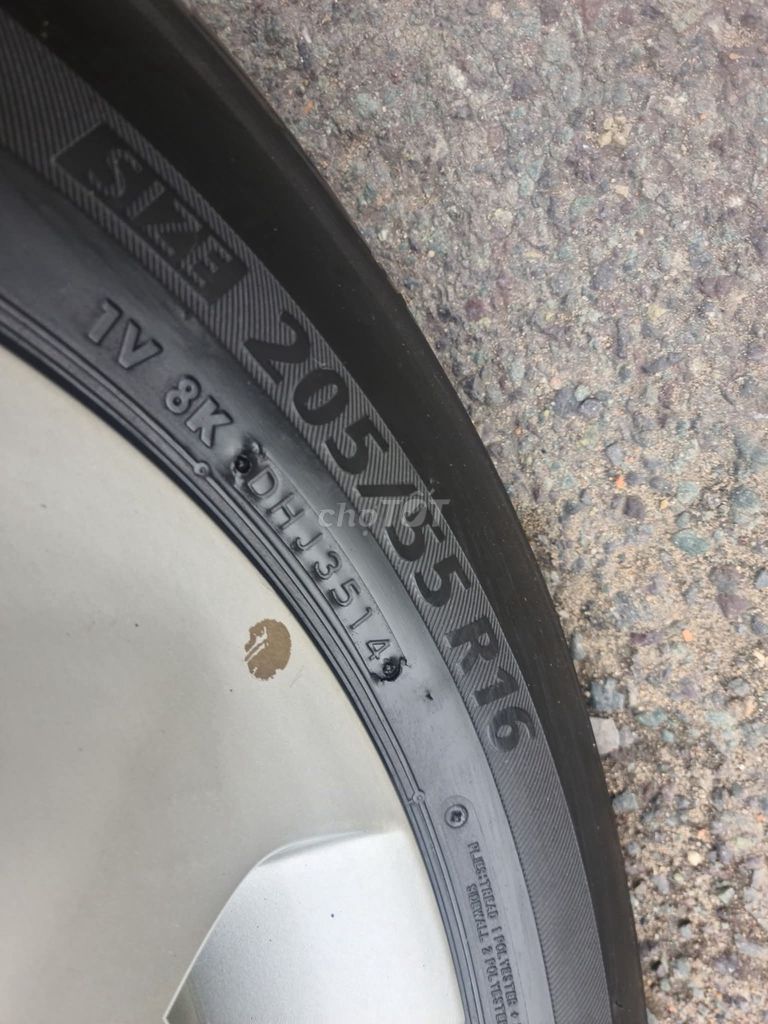 SIZE 205/55 R16
1V 8K DHJ3514
chợTỐT
PLIES:TREAD 1 POLYESTER +
SIDEWALL 2 POLYESTER